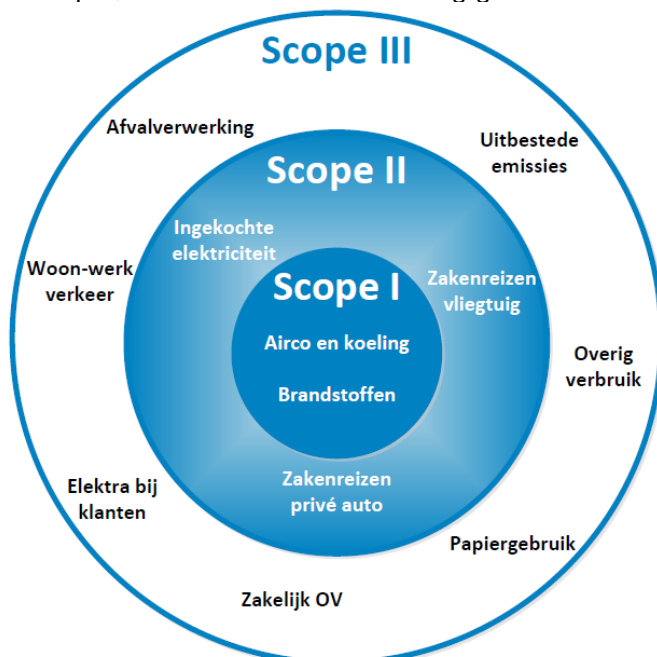 Scope III
Afvalverwerking
Uitbestede
emissies
Scope II
Ingekochte
elektriciteit
Woon-werk
verkeer
Scope I
Zakenreizen
vliegtuig
Airco en koeling
Overig
verbruik
Brandstoffen
Elektra bij
klanten
Zakenreizen
privé auto
Papiergebruik
Zakelijk OV